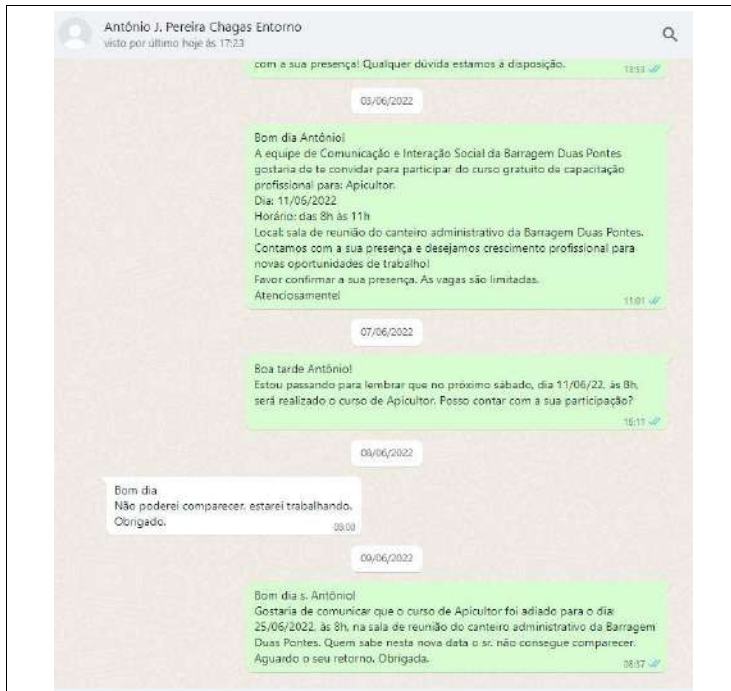 Antônio J. Pereira Chagas Entorno
visto por último hoje às 17:23
com a sua presença! Qualquer dúvida estamos à disposição.
13:53
03/06/2022
Bom dia Antônio!
A equipe de Comunicação e Interação Social da Barragem Duas Pontes
gostaria de te convidar para participar do curso gratuito de capacitação
profissional para: Apicultor.
Dia: 11/06/2022
Horário: das 8h às 11h
Local: sala de reunião do canteiro administrativo da Barragem Duas Pontes.
Contamos com a sua presença e desejamos crescimento profissional para
novas oportunidades de trabalho!
Favor confirmar a sua presença. As vagas são limitadas.
Atenciosamente!
11:01
07/06/2022
Boa tarde Antônio!
Estou passando para lembrar que no próximo sábado, dia 11/06/22, às 8h,
será realizado o curso de Apicultor. Posso contar com a sua participação?
08/06/2022
Bom dia
Não poderei comparecer, estarei trabalhando.
Obrigado.
09/06/2022
Bom dia s. Antônio!
Gostaria de comunicar que o curso de Apicultor foi adiado para o dia
25/06/2022, às 8h, na sala de reunião do canteiro administrativo da Barragem
Duas Pontes. Quem sabe nesta nova data o sr. não consegue comparecer.
Aguardo o seu retorno. Obrigada.
08:37